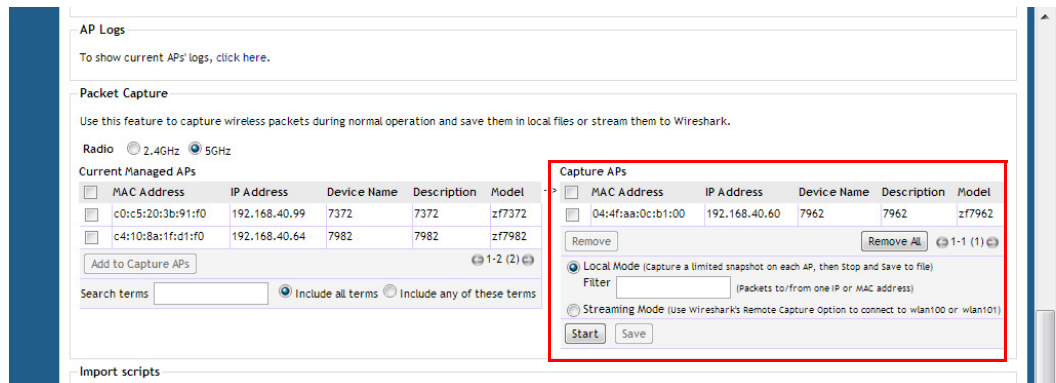 AP Logs
To show current APs' logs, click here.
Packet Capture
Use this feature to capture wireless packets during normal operation and save them in local files or stream them to Wireshark.
Radio 2.4GHz 5GHz
Current Managed APs
MAC Address IP Address Device Name Description Model
c0:c5:20:3b:91:f0 192.168.40.99 7372 7372 zf7372
c4:10:8a:1f:d1:f0 192.168.40.64 7982 7982 zf7982
Add to Capture APs 1-2 (2)
Search terms Include all terms Include any of these terms
->
Capture APs
MAC Address IP Address Device Name Description Model
04:4f:aa:0c:b1:00 192.168.40.60 7962 7962 zf7962
Remove Remove All 1-1 (1)
Local Mode (Capture a limited snapshot on each AP, then Stop and Save to file)
Filter (Packets to/from one IP or MAC address)
Streaming Mode (Use Wireshark's Remote Capture Option to connect to wlan100 or wlan101)
Start Save
Import scripts